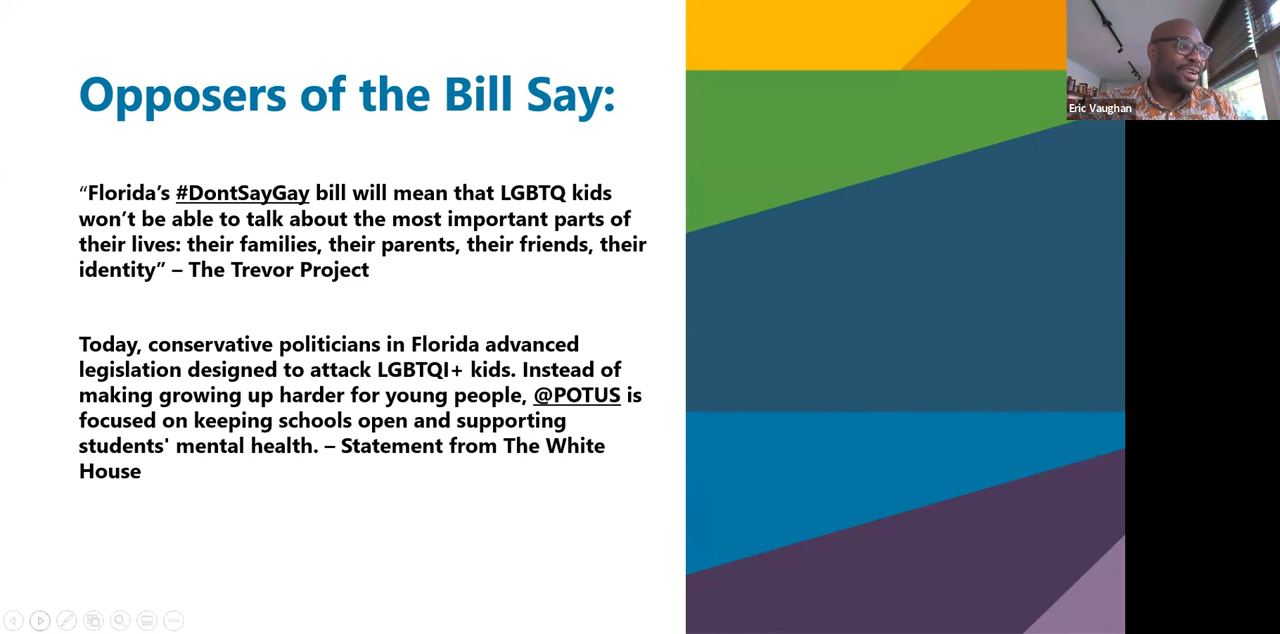 Opposers of the Bill Say:
“Florida’s #DontSayGay bill will mean that LGBTQ kids
won’t be able to talk about the most important parts of
their lives: their families, their parents, their friends, their
identity” – The Trevor Project
Today, conservative politicians in Florida advanced
legislation designed to attack LGBTQI+ kids. Instead of
making growing up harder for young people, @POTUS is
focused on keeping schools open and supporting
students' mental health. – Statement from The White
House
Eric Vaughan